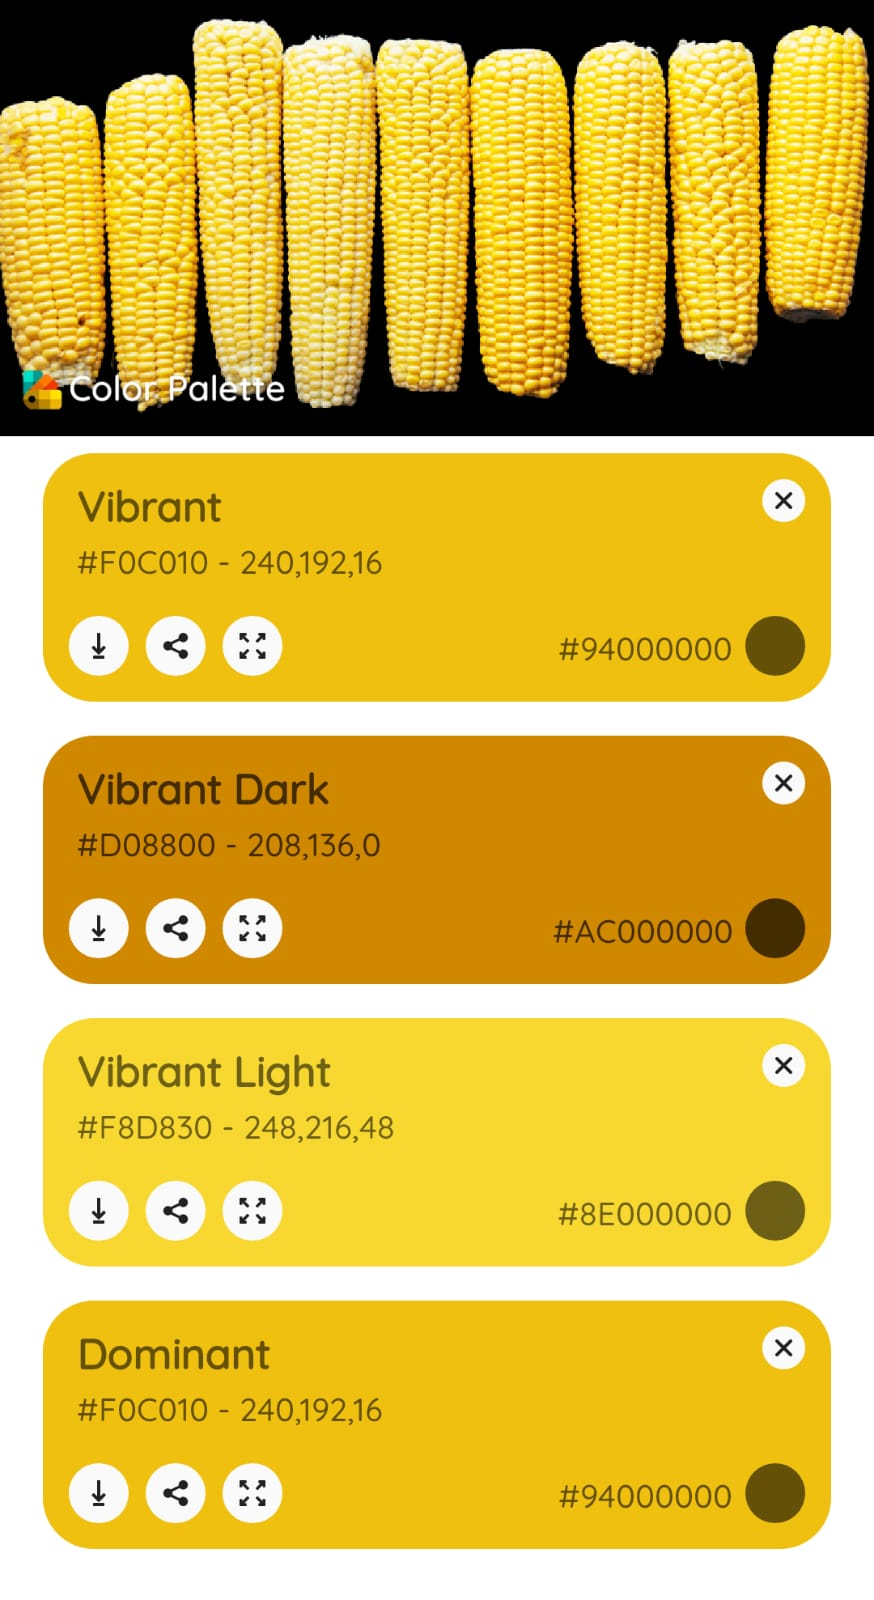 Color Palette
Vibrant
#F0C010 - 240,192,16
#94000000
Vibrant Dark
#D08800 - 208,136,0
#AC000000
Vibrant Light
#F8D830 - 248,216,48
#8E000000
Dominant
#F0C010 - 240,192,16
#94000000